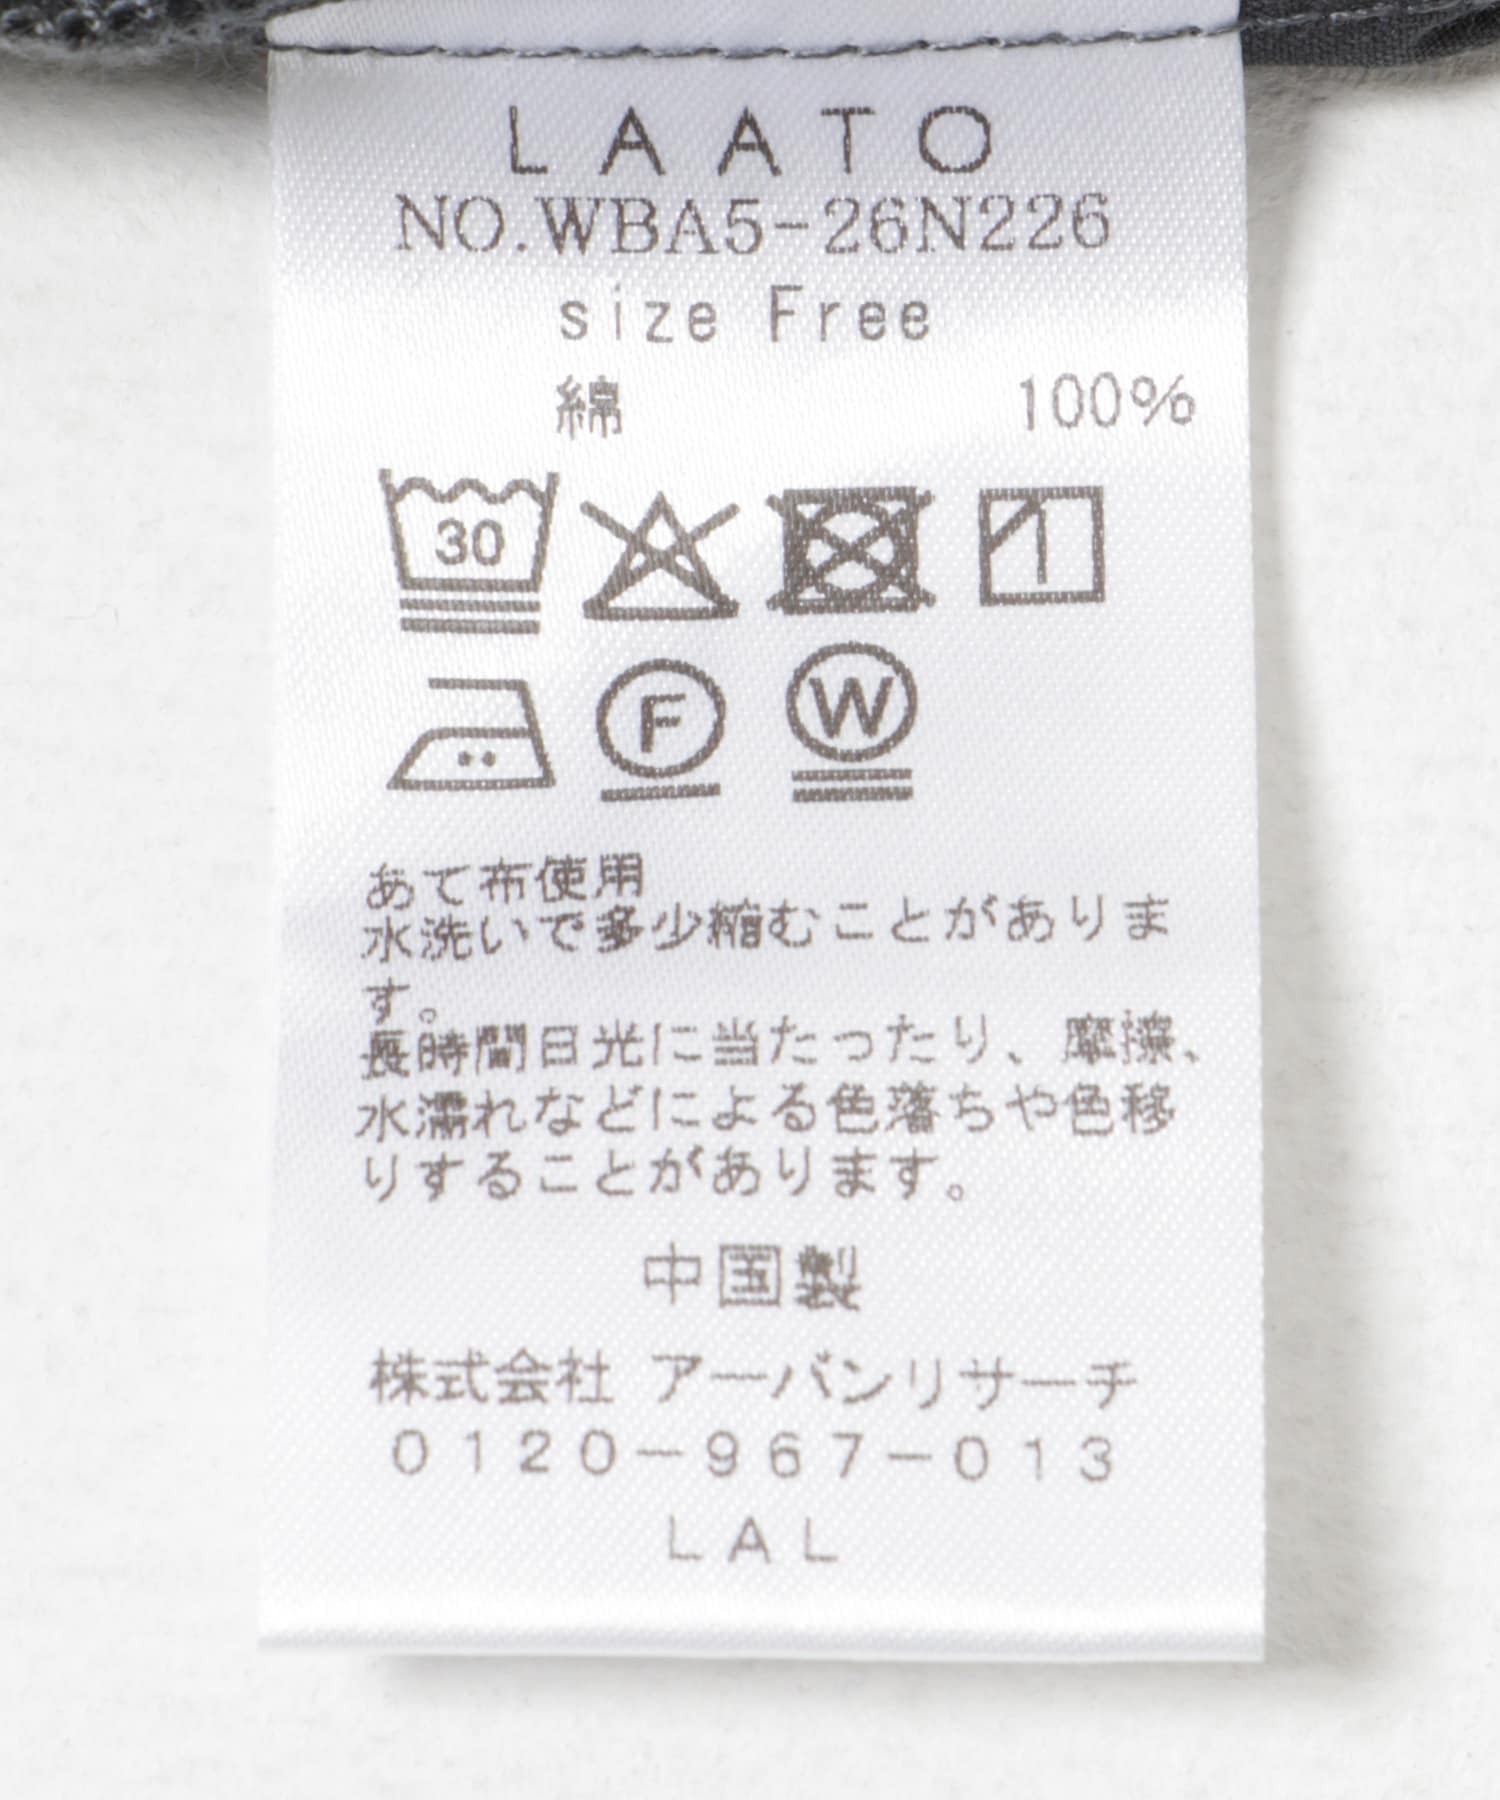 LAATO
NO.WBA5-26N226
size Free
綿 100%
30
F W
あて布使用
水洗いで多少縮むことがありま
す。
長時間日光に当たったり、摩擦、
水濡れなどによる色落ちや色移
りすることがあります。
中国製
株式会社 アーバンリサーチ
0120-967-013
LAL